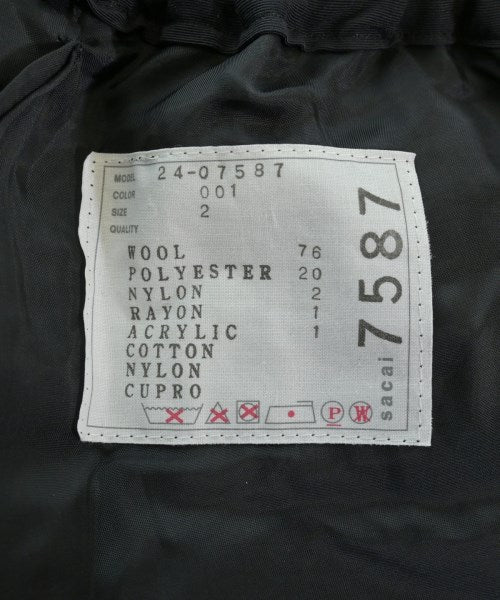 MODEL 24-07587
COLOR 001
SIZE 2
QUALITY
WOOL 76
POLYESTER 20
NYLON 2
RAYON 1
ACRYLIC 1
COTTON
NYLON
CUPRO
P W
sacai 7587